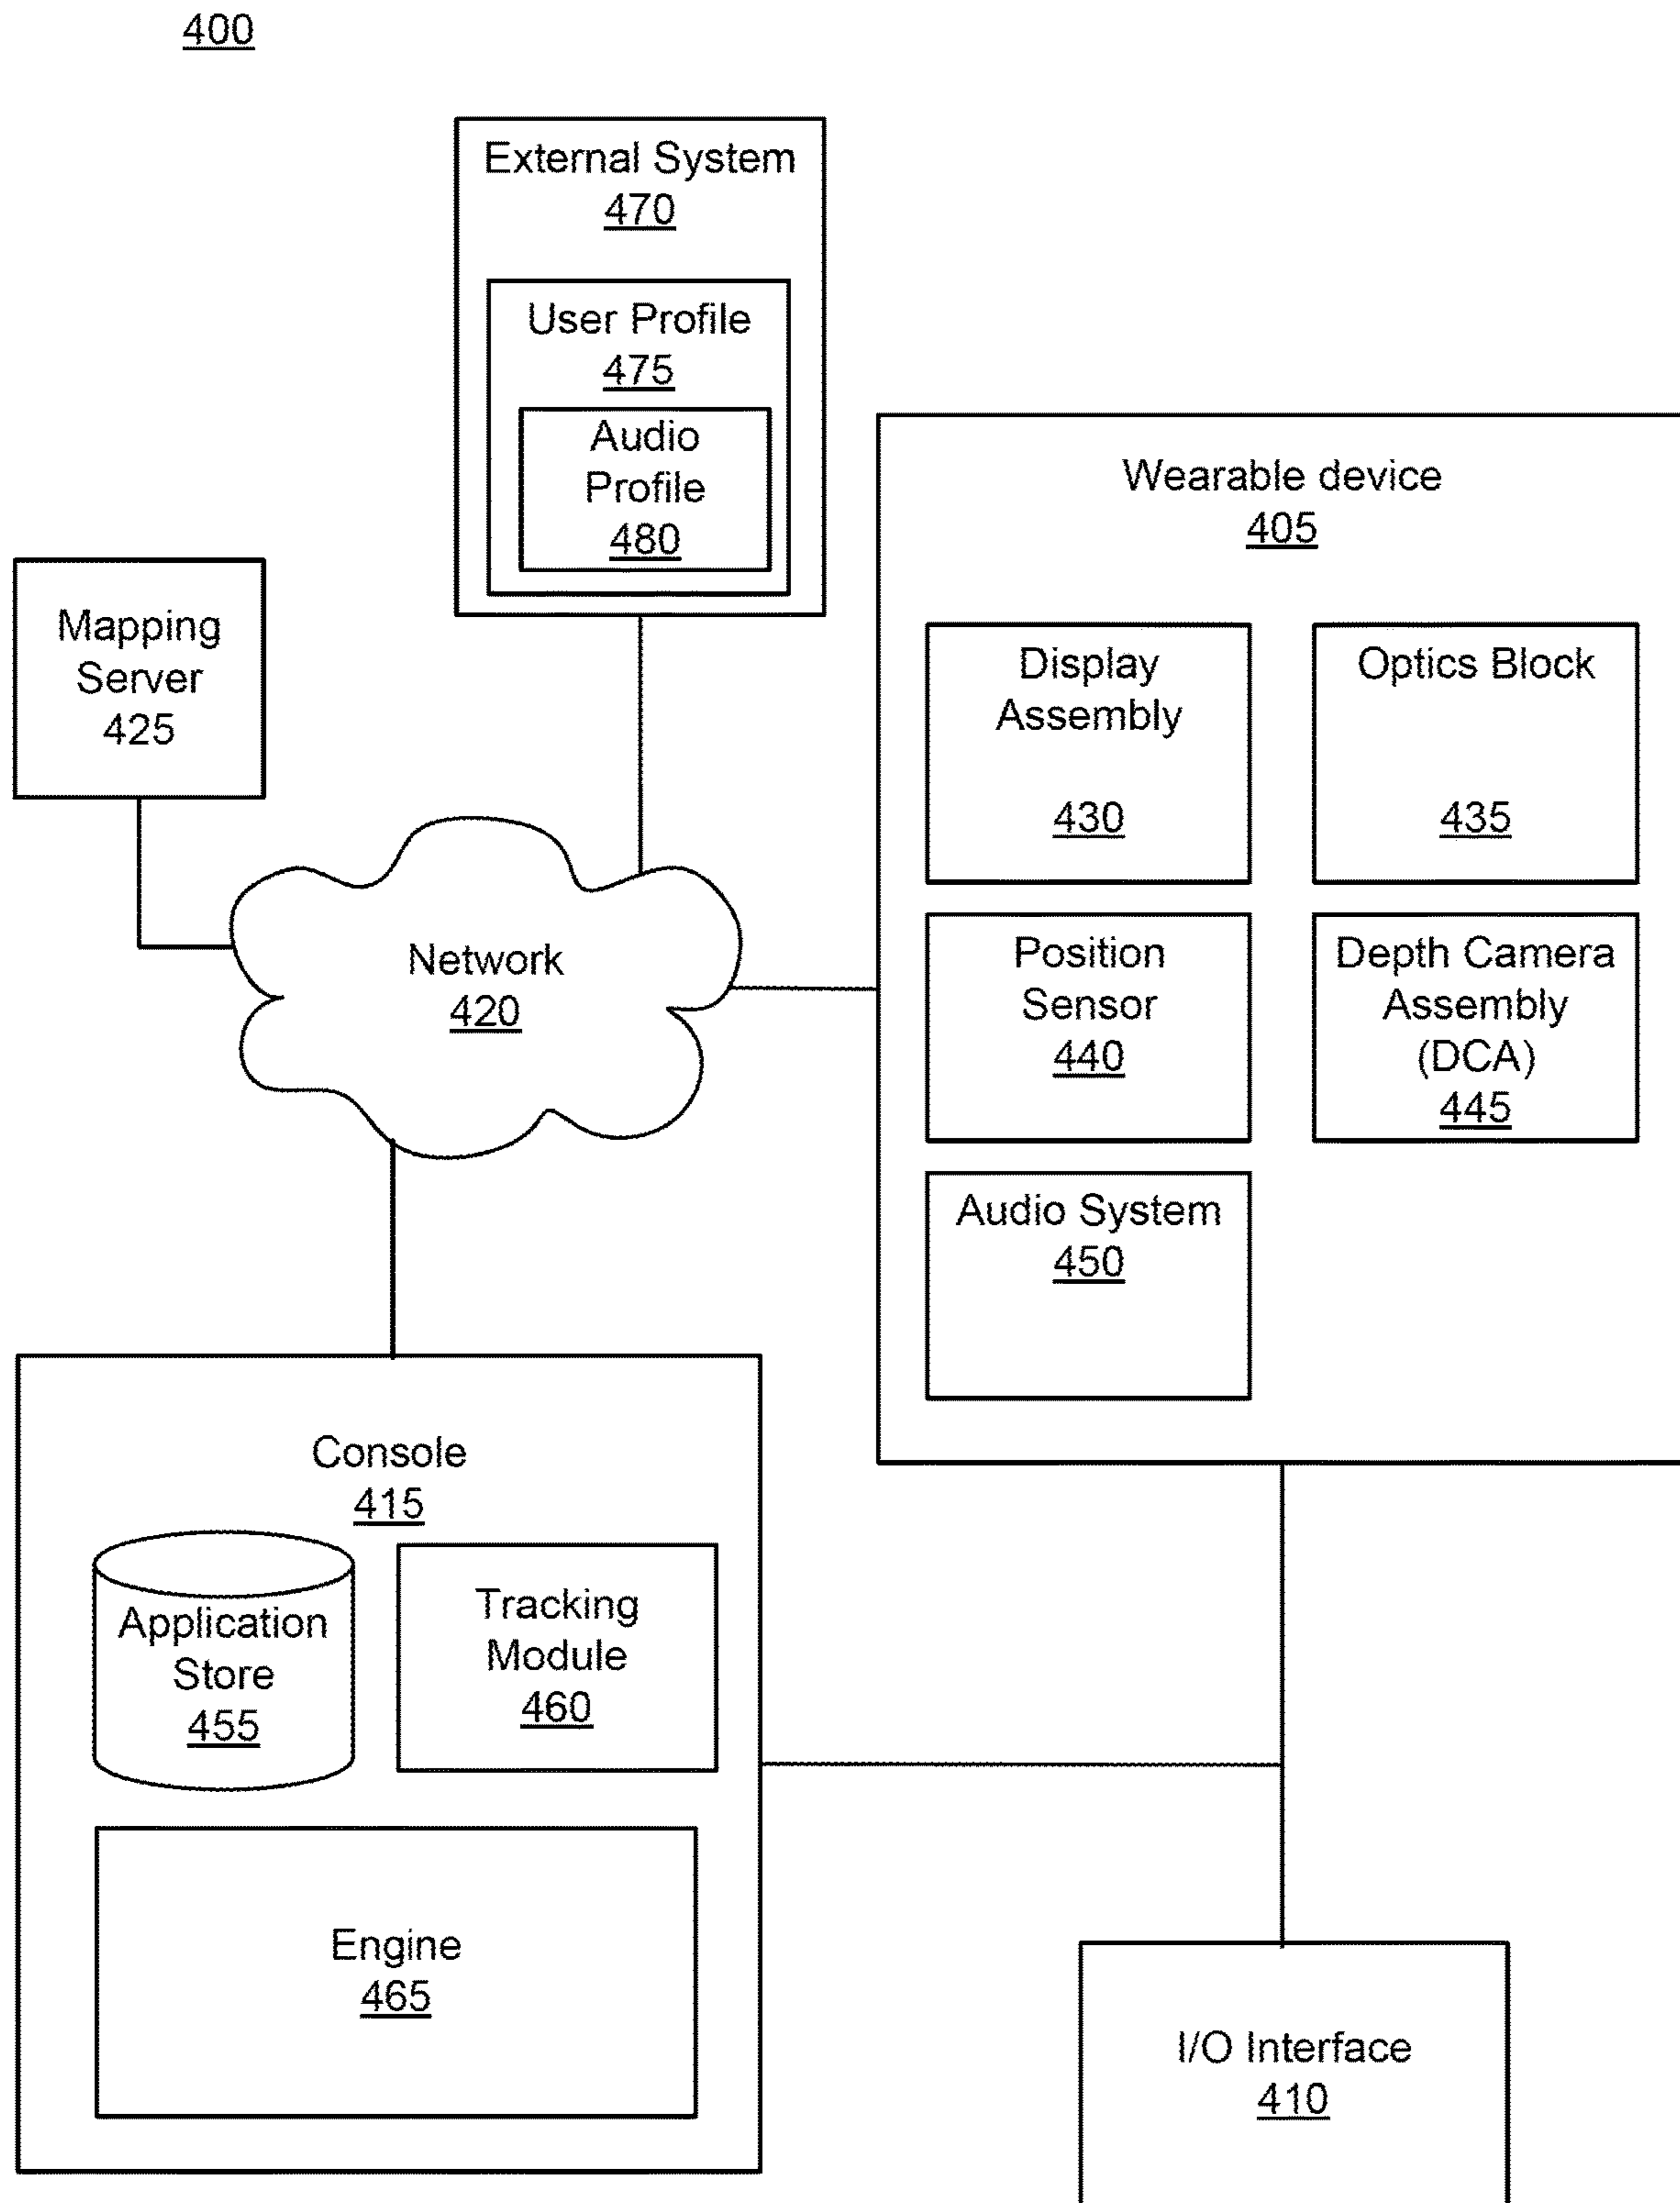 400
External System
470
User Profile
475
Audio
Profile
480
Mapping
Server
425
Wearable device
405
Display
Assembly
430
Optics Block
435
Network
420
Position
Sensor
440
Depth Camera
Assembly
(DCA)
445
Audio System
450
Console
415
Application
Store
455
Tracking
Module
460
Engine
465
I/O Interface
410